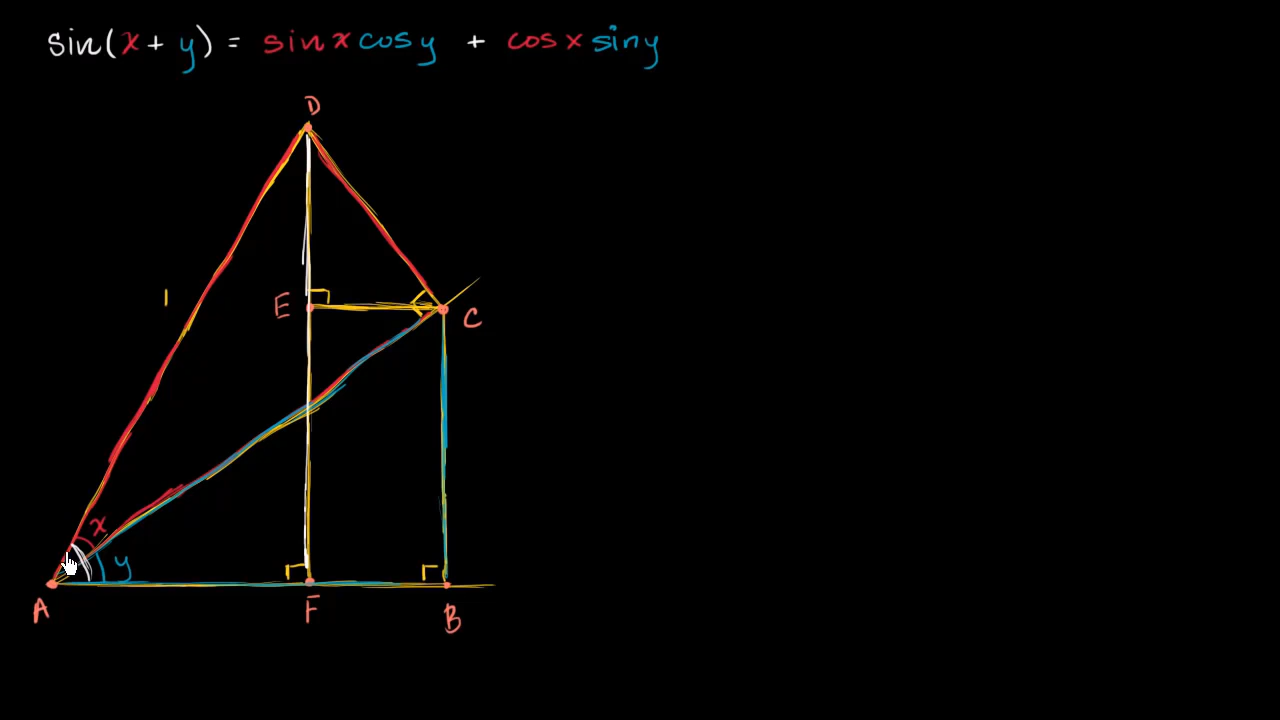 sin(x + y) = sin x cos y + cos x sin y
D
1
E
C
x
y
A
F
B